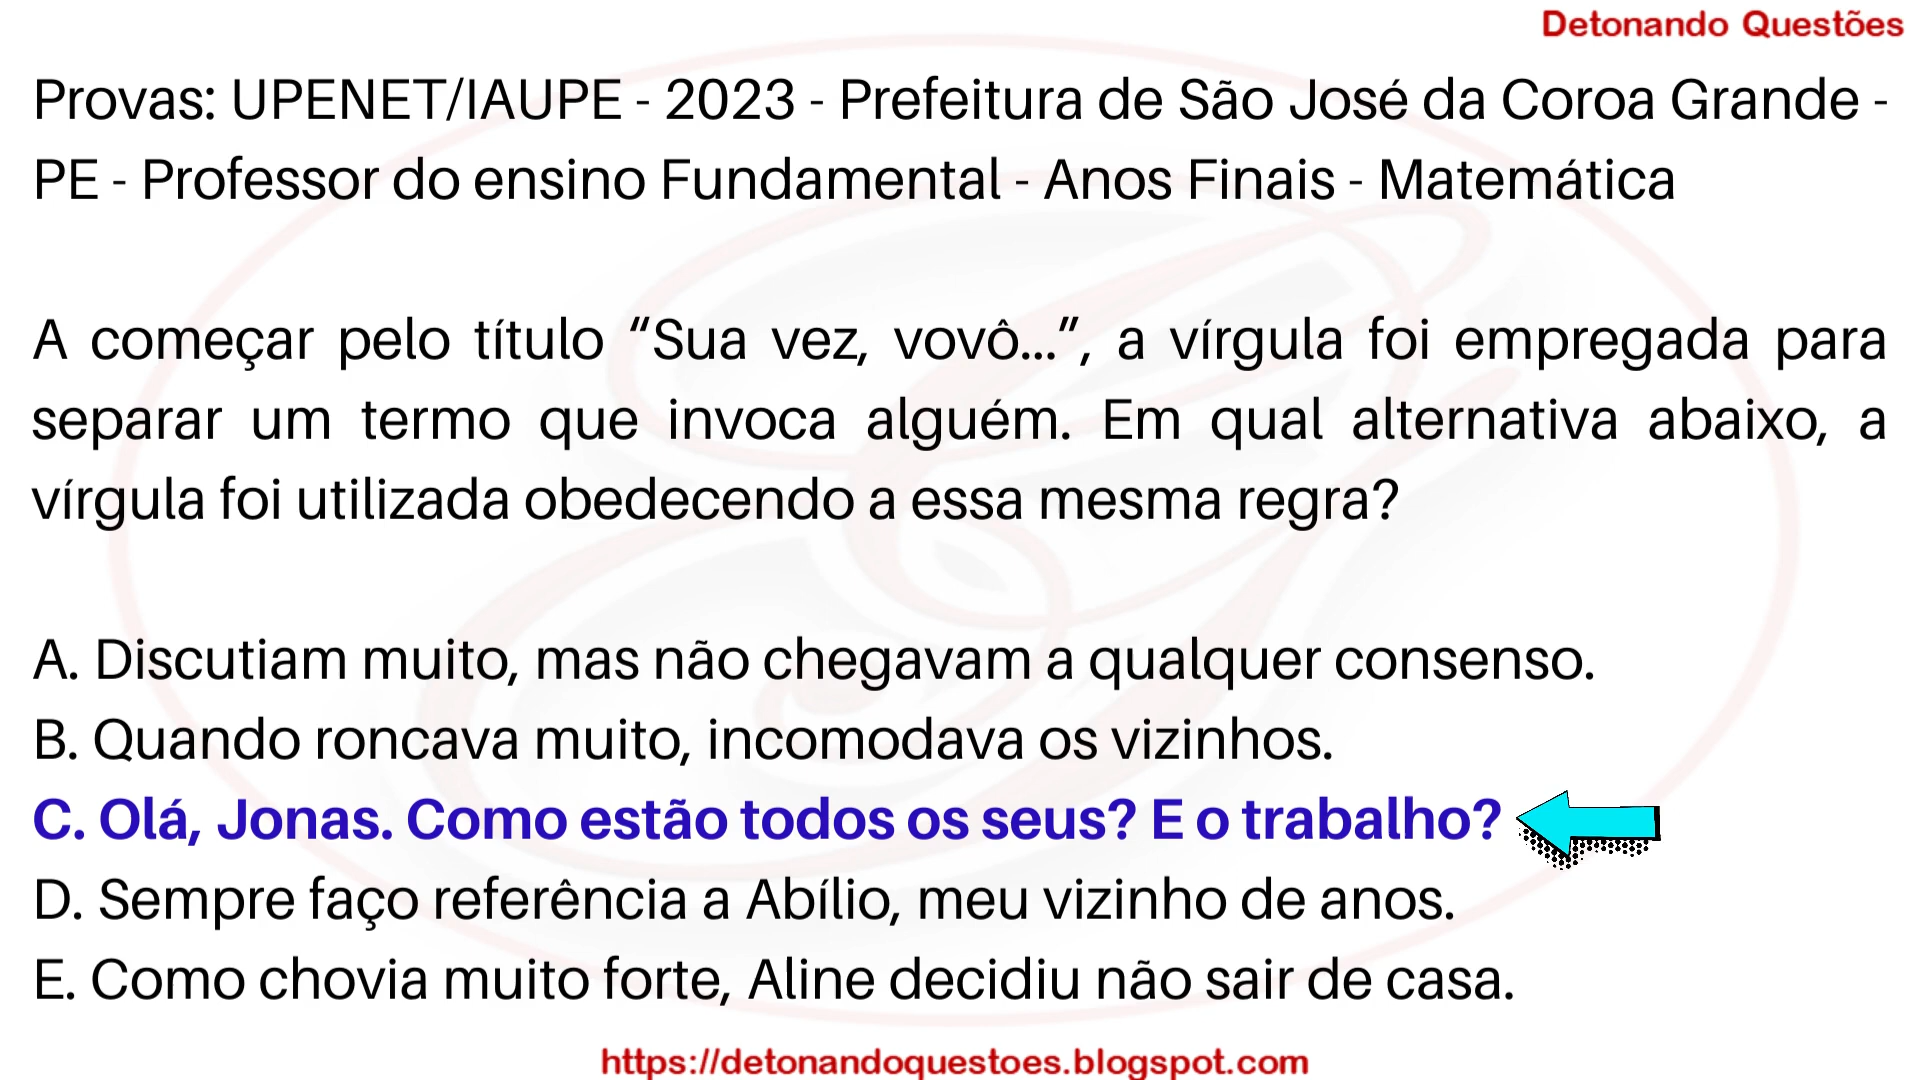 Detonando Questões
Provas: UPENET/IAUPE - 2023 - Prefeitura de São José da Coroa Grande -
PE - Professor do ensino Fundamental - Anos Finais - Matemática
A começar pelo título “Sua vez, vovô...”, a vírgula foi empregada para
separar um termo que invoca alguém. Em qual alternativa abaixo, a
vírgula foi utilizada obedecendo a essa mesma regra?
A. Discutiam muito, mas não chegavam a qualquer consenso.
B. Quando roncava muito, incomodava os vizinhos.
C. Olá, Jonas. Como estão todos os seus? E o trabalho?
D. Sempre faço referência a Abílio, meu vizinho de anos.
E. Como chovia muito forte, Aline decidiu não sair de casa.
https://detonandoquestoes.blogspot.com